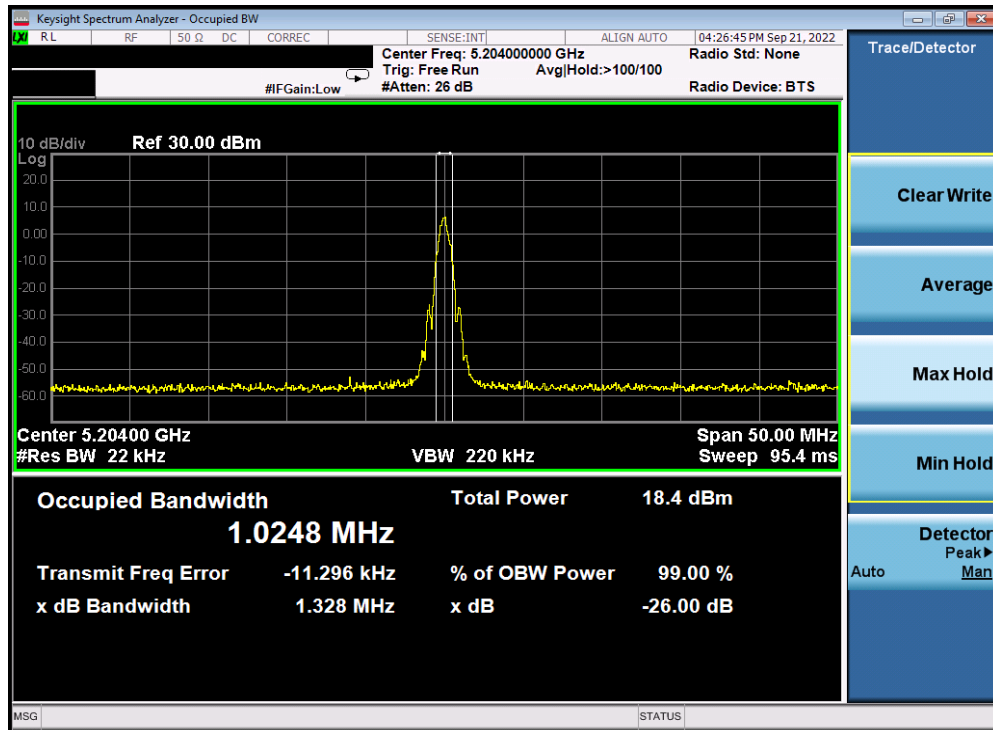 Keysight Spectrum Analyzer - Occupied BW
LXI RL RF 50 Ω DC CORREC SENSE:INT ALIGN AUTO 04:26:45 PM Sep 21, 2022
Center Freq: 5.204000000 GHz Radio Std: None
Trig: Free Run Avg|Hold:>100/100
#IFGain:Low #Atten: 26 dB Radio Device: BTS
Trace/Detector
10 dB/div Ref 30.00 dBm
Log
20.0
10.0
0.00
-10.0
-20.0
-30.0
-40.0
-50.0
-60.0
Center 5.20400 GHz Span 50.00 MHz
#Res BW 22 kHz VBW 220 kHz Sweep 95.4 ms
Occupied Bandwidth Total Power 18.4 dBm
1.0248 MHz
Transmit Freq Error -11.296 kHz % of OBW Power 99.00 %
x dB Bandwidth 1.328 MHz x dB -26.00 dB
Clear Write
Average
Max Hold
Min Hold
Detector
Peak▶
Auto Man
MSG STATUS